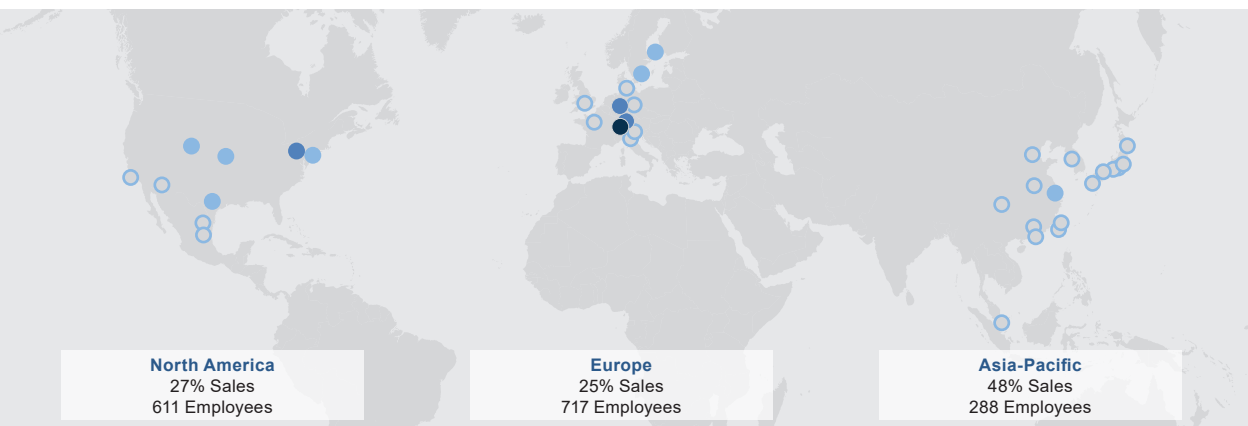 North America
27% Sales
611 Employees
Europe
25% Sales
717 Employees
Asia-Pacific
48% Sales
288 Employees